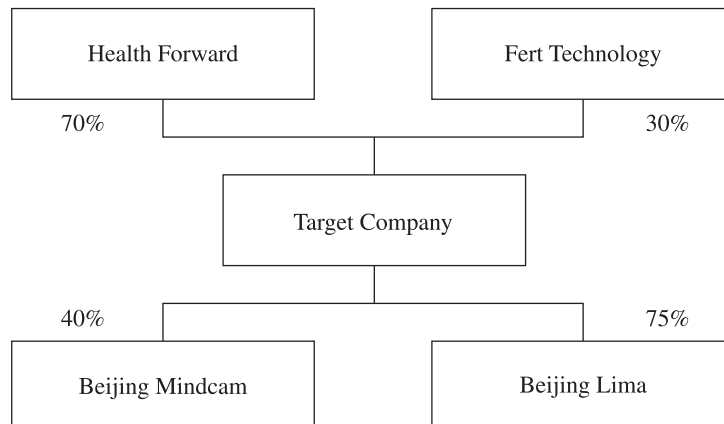 Health Forward
Fert Technology
70%
30%
Target Company
40%
75%
Beijing Mindcam
Beijing Lima